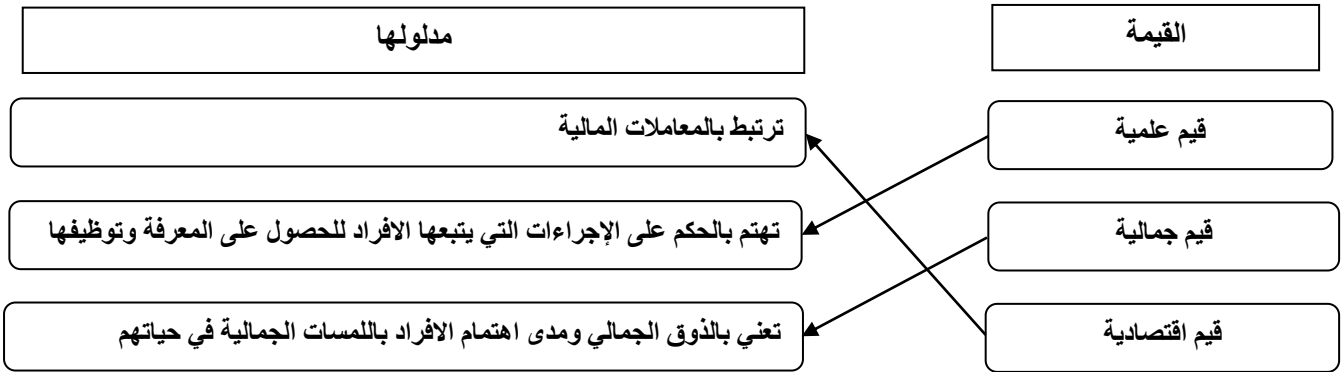 القيمة
مدلولها
قيم علمية
ترتبط بالمعاملات المالية
قيم جمالية
تهتم بالحكم على الإجراءات التي يتبعها الافراد للحصول على المعرفة وتوظيفها
قيم اقتصادية
تعني بالذوق الجمالي ومدى اهتمام الافراد باللمسات الجمالية في حياتهم